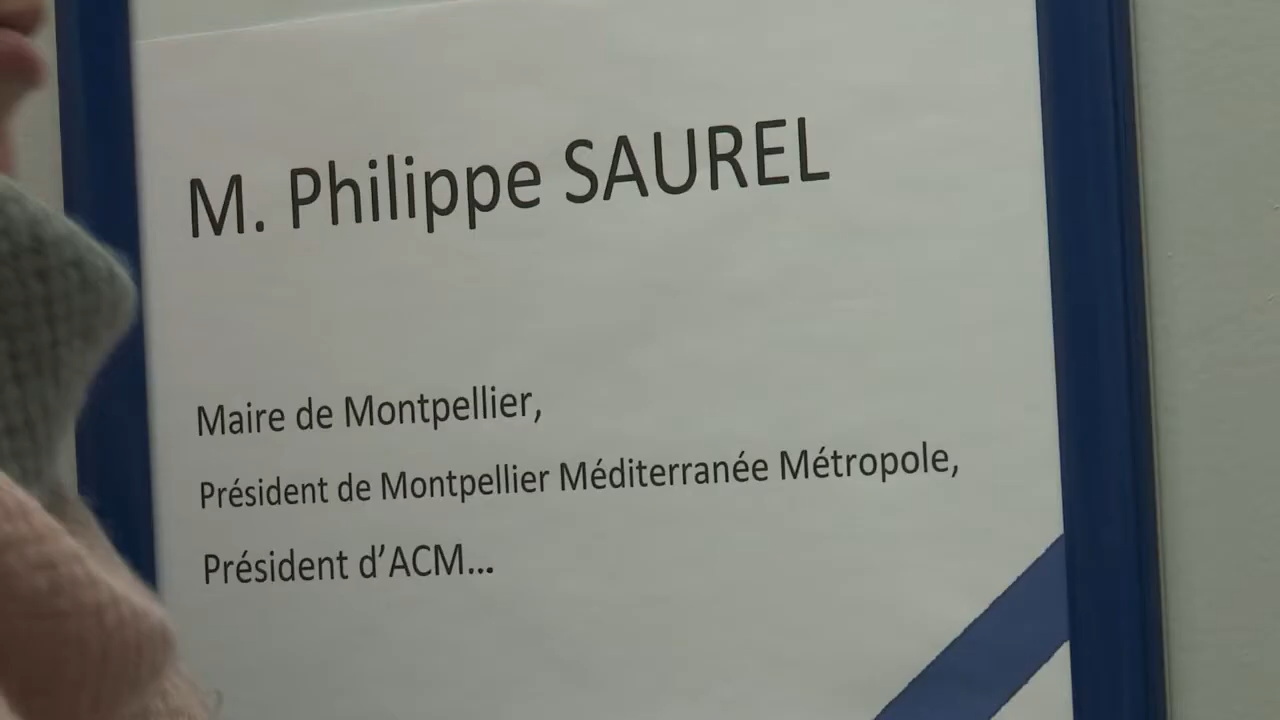 M. Philippe SAUREL
Maire de Montpellier,
Président de Montpellier Méditerranée Métropole,
Président d’ACM...